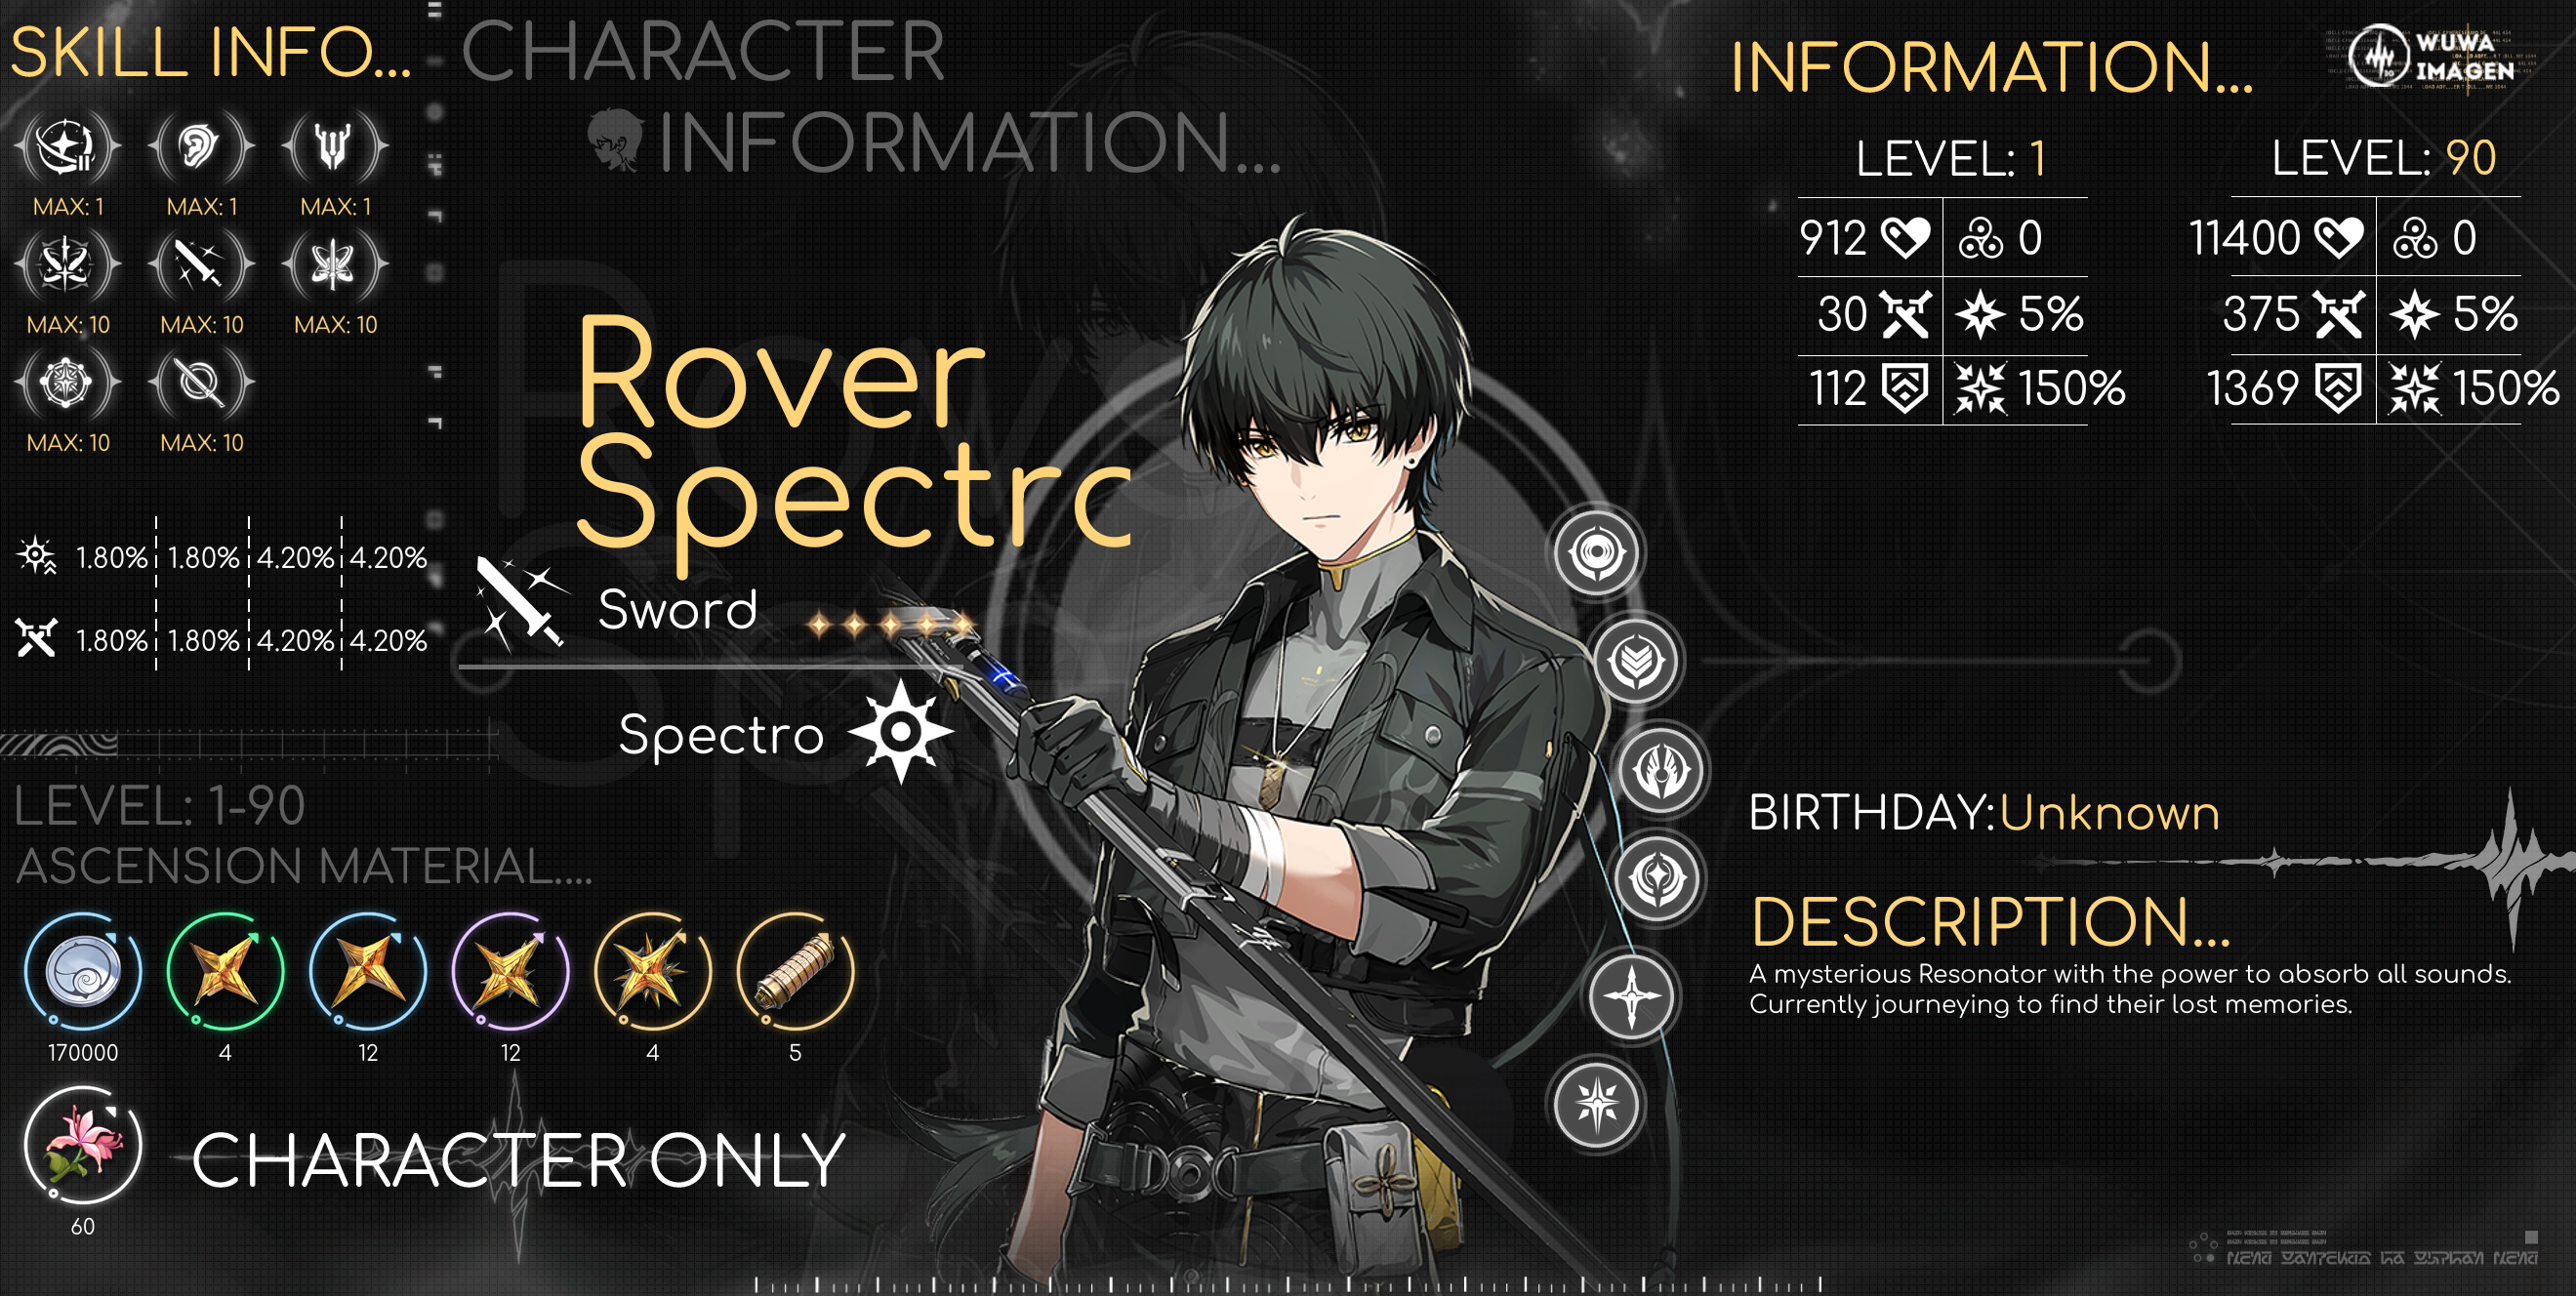 SKILL INFO...
MAX: 1
MAX: 1
MAX: 1
MAX: 10
MAX: 10
MAX: 10
MAX: 10
MAX: 10
1.80% 1.80% 4.20% 4.20%
1.80% 1.80% 4.20% 4.20%
LEVEL: 1-90
ASCENSION MATERIAL....
170000
4
12
12
4
5
60
CHARACTER ONLY
CHARACTER
INFORMATION...
Rover
Spectrc
Sword
Spectro
INFORMATION...
WUWA
IMAGEN
LEVEL: 1
912 0
30 5%
112 150%
LEVEL: 90
11400 0
375 5%
1369 150%
BIRTHDAY:Unknown
DESCRIPTION...
A mysterious Resonator with the power to absorb all sounds.
Currently journeying to find their lost memories.